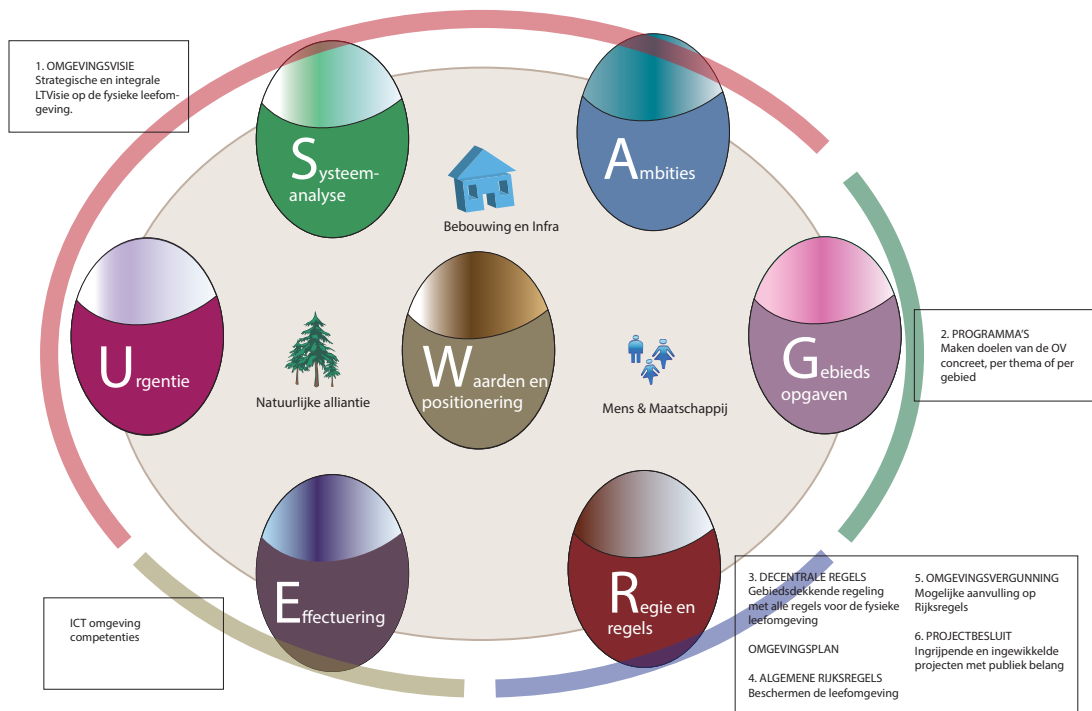 1. OMGEVINGSVISIE
Strategische en integrale
LTVisie op de fysieke leefom-
geving.
Systeem-
analyse
Ambities
Bebouwing en Infra
Urgentie
Natuurlijke alliantie
Waarden en
positionering
Mens & Maatschappij
Gebieds
opgaven
2. PROGRAMMA'S
Maken doelen van de OV
concreet, per thema of per
gebied
Effectuering
Regie en
regels
ICT omgeving
competenties
3. DECENTRALE REGELS
Gebiedsdekkende regeling
met alle regels voor de fysieke
leefomgeving
OMGEVINGSPLAN
4. ALGEMENE RIJKSREGELS
Beschermen de leefomgeving
5. OMGEVINGSVERGUNNING
Mogelijke aanvulling op
Rijksregels
6. PROJECTBESLUIT
Ingrijpende en ingewikkelde
projecten met publiek belang